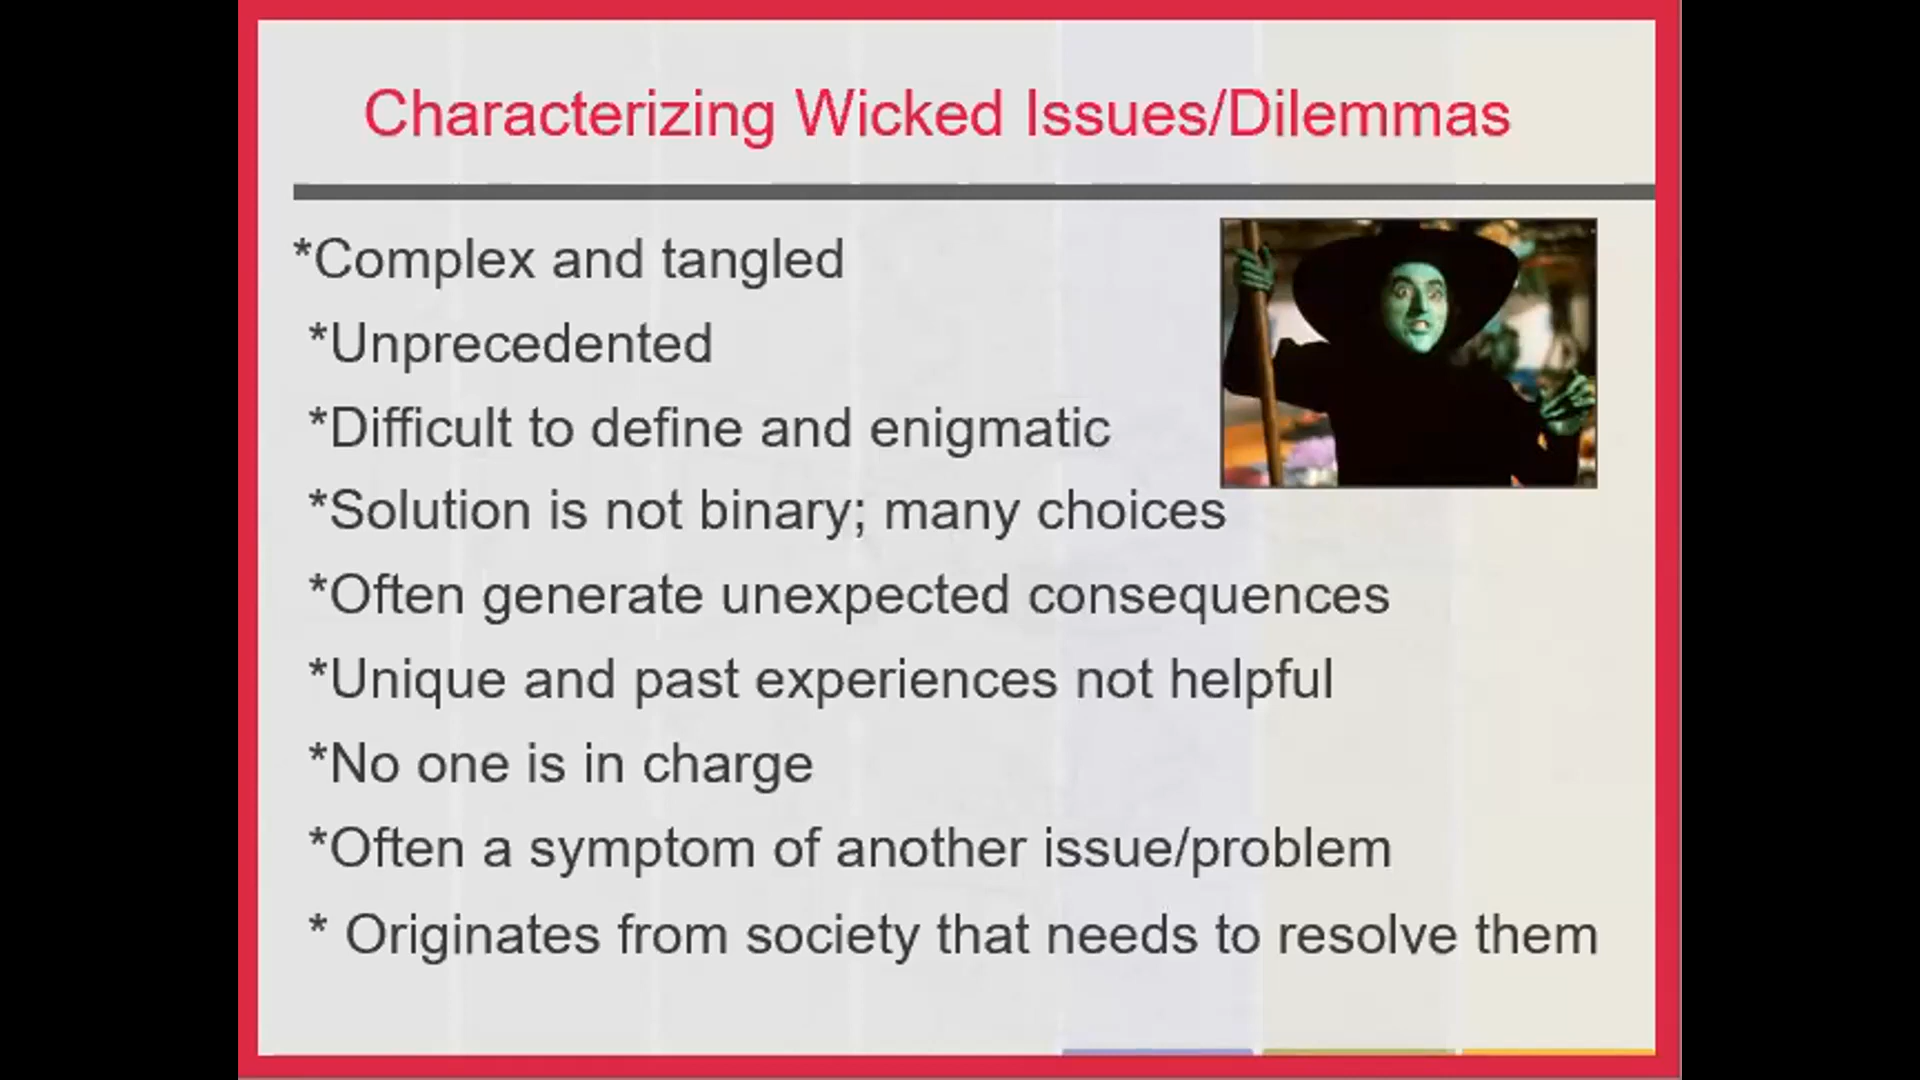 Characterizing Wicked Issues/Dilemmas
*Complex and tangled
*Unprecedented
*Difficult to define and enigmatic
*Solution is not binary; many choices
*Often generate unexpected consequences
*Unique and past experiences not helpful
*No one is in charge
*Often a symptom of another issue/problem
* Originates from society that needs to resolve them